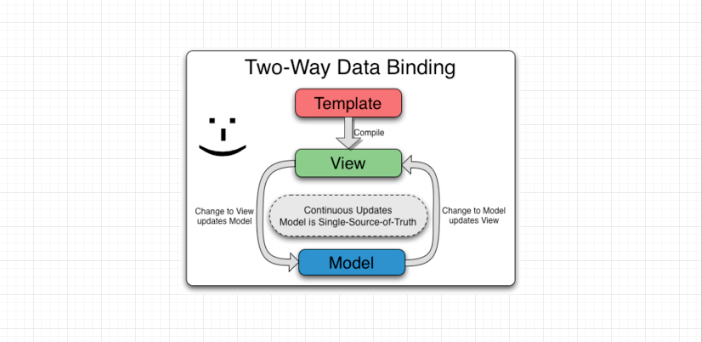 Two-Way Data Binding
Template
Compile
View
Change to View
updates Model
Continuous Updates
Model is Single-Source-of-Truth
Change to Model
updates View
Model